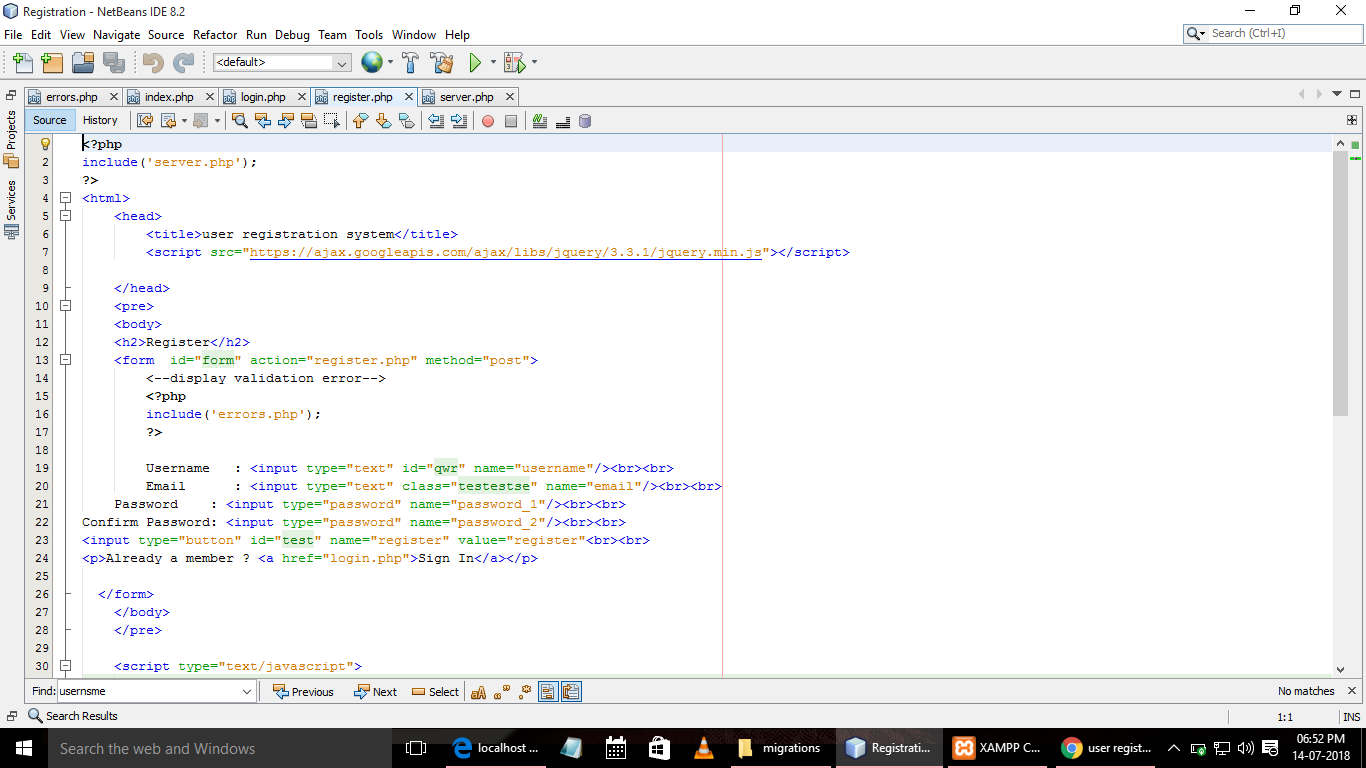 Registration - NetBeans IDE 8.2
File Edit View Navigate Source Refactor Run Debug Team Tools Window Help
Search (Ctrl+I)
<default>
errors.php index.php login.php register.php server.php
Projects
Services
Source History
<?php
2 include('server.php');
3 ?>
4 <html>
5 <head>
6 <title>user registration system</title>
7 <script src="https://ajax.googleapis.com/ajax/libs/jquery/3.3.1/jquery.min.js"></script>
8
9 </head>
10 <pre>
11 <body>
12 <h2>Register</h2>
13 <form  id="form" action="register.php" method="post">
14 <--display validation error-->
15 <?php
16 include('errors.php');
17 ?>
18
19 Username   : <input type="text" id="qwr" name="username"/><br><br>
20 Email      : <input type="text" class="testestse" name="email"/><br><br>
21 Password    : <input type="password" name="password_1"/><br><br>
22 Confirm Password: <input type="password" name="password_2"/><br><br>
23 <input type="button" id="test" name="register" value="register"<br><br>
24 <p>Already a member ? <a href="login.php">Sign In</a></p>
25
26 </form>
27 </body>
28 </pre>
29
30 <script type="text/javascript">
Find: usernsme Previous Next Select aA No matches
Search Results 1:1 INS
Search the web and Windows localhost ... migrations Registrati... XAMPP C... user regist... 06:52 PM
14-07-2018